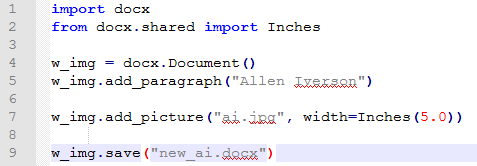 1 import docx
2 from docx.shared import Inches
3
4 w_img = docx.Document()
5 w_img.add_paragraph("Allen Iverson")
6
7 w_img.add_picture("ai.jpg", width=Inches(5.0))
8
9 w_img.save("new_ai.docx")